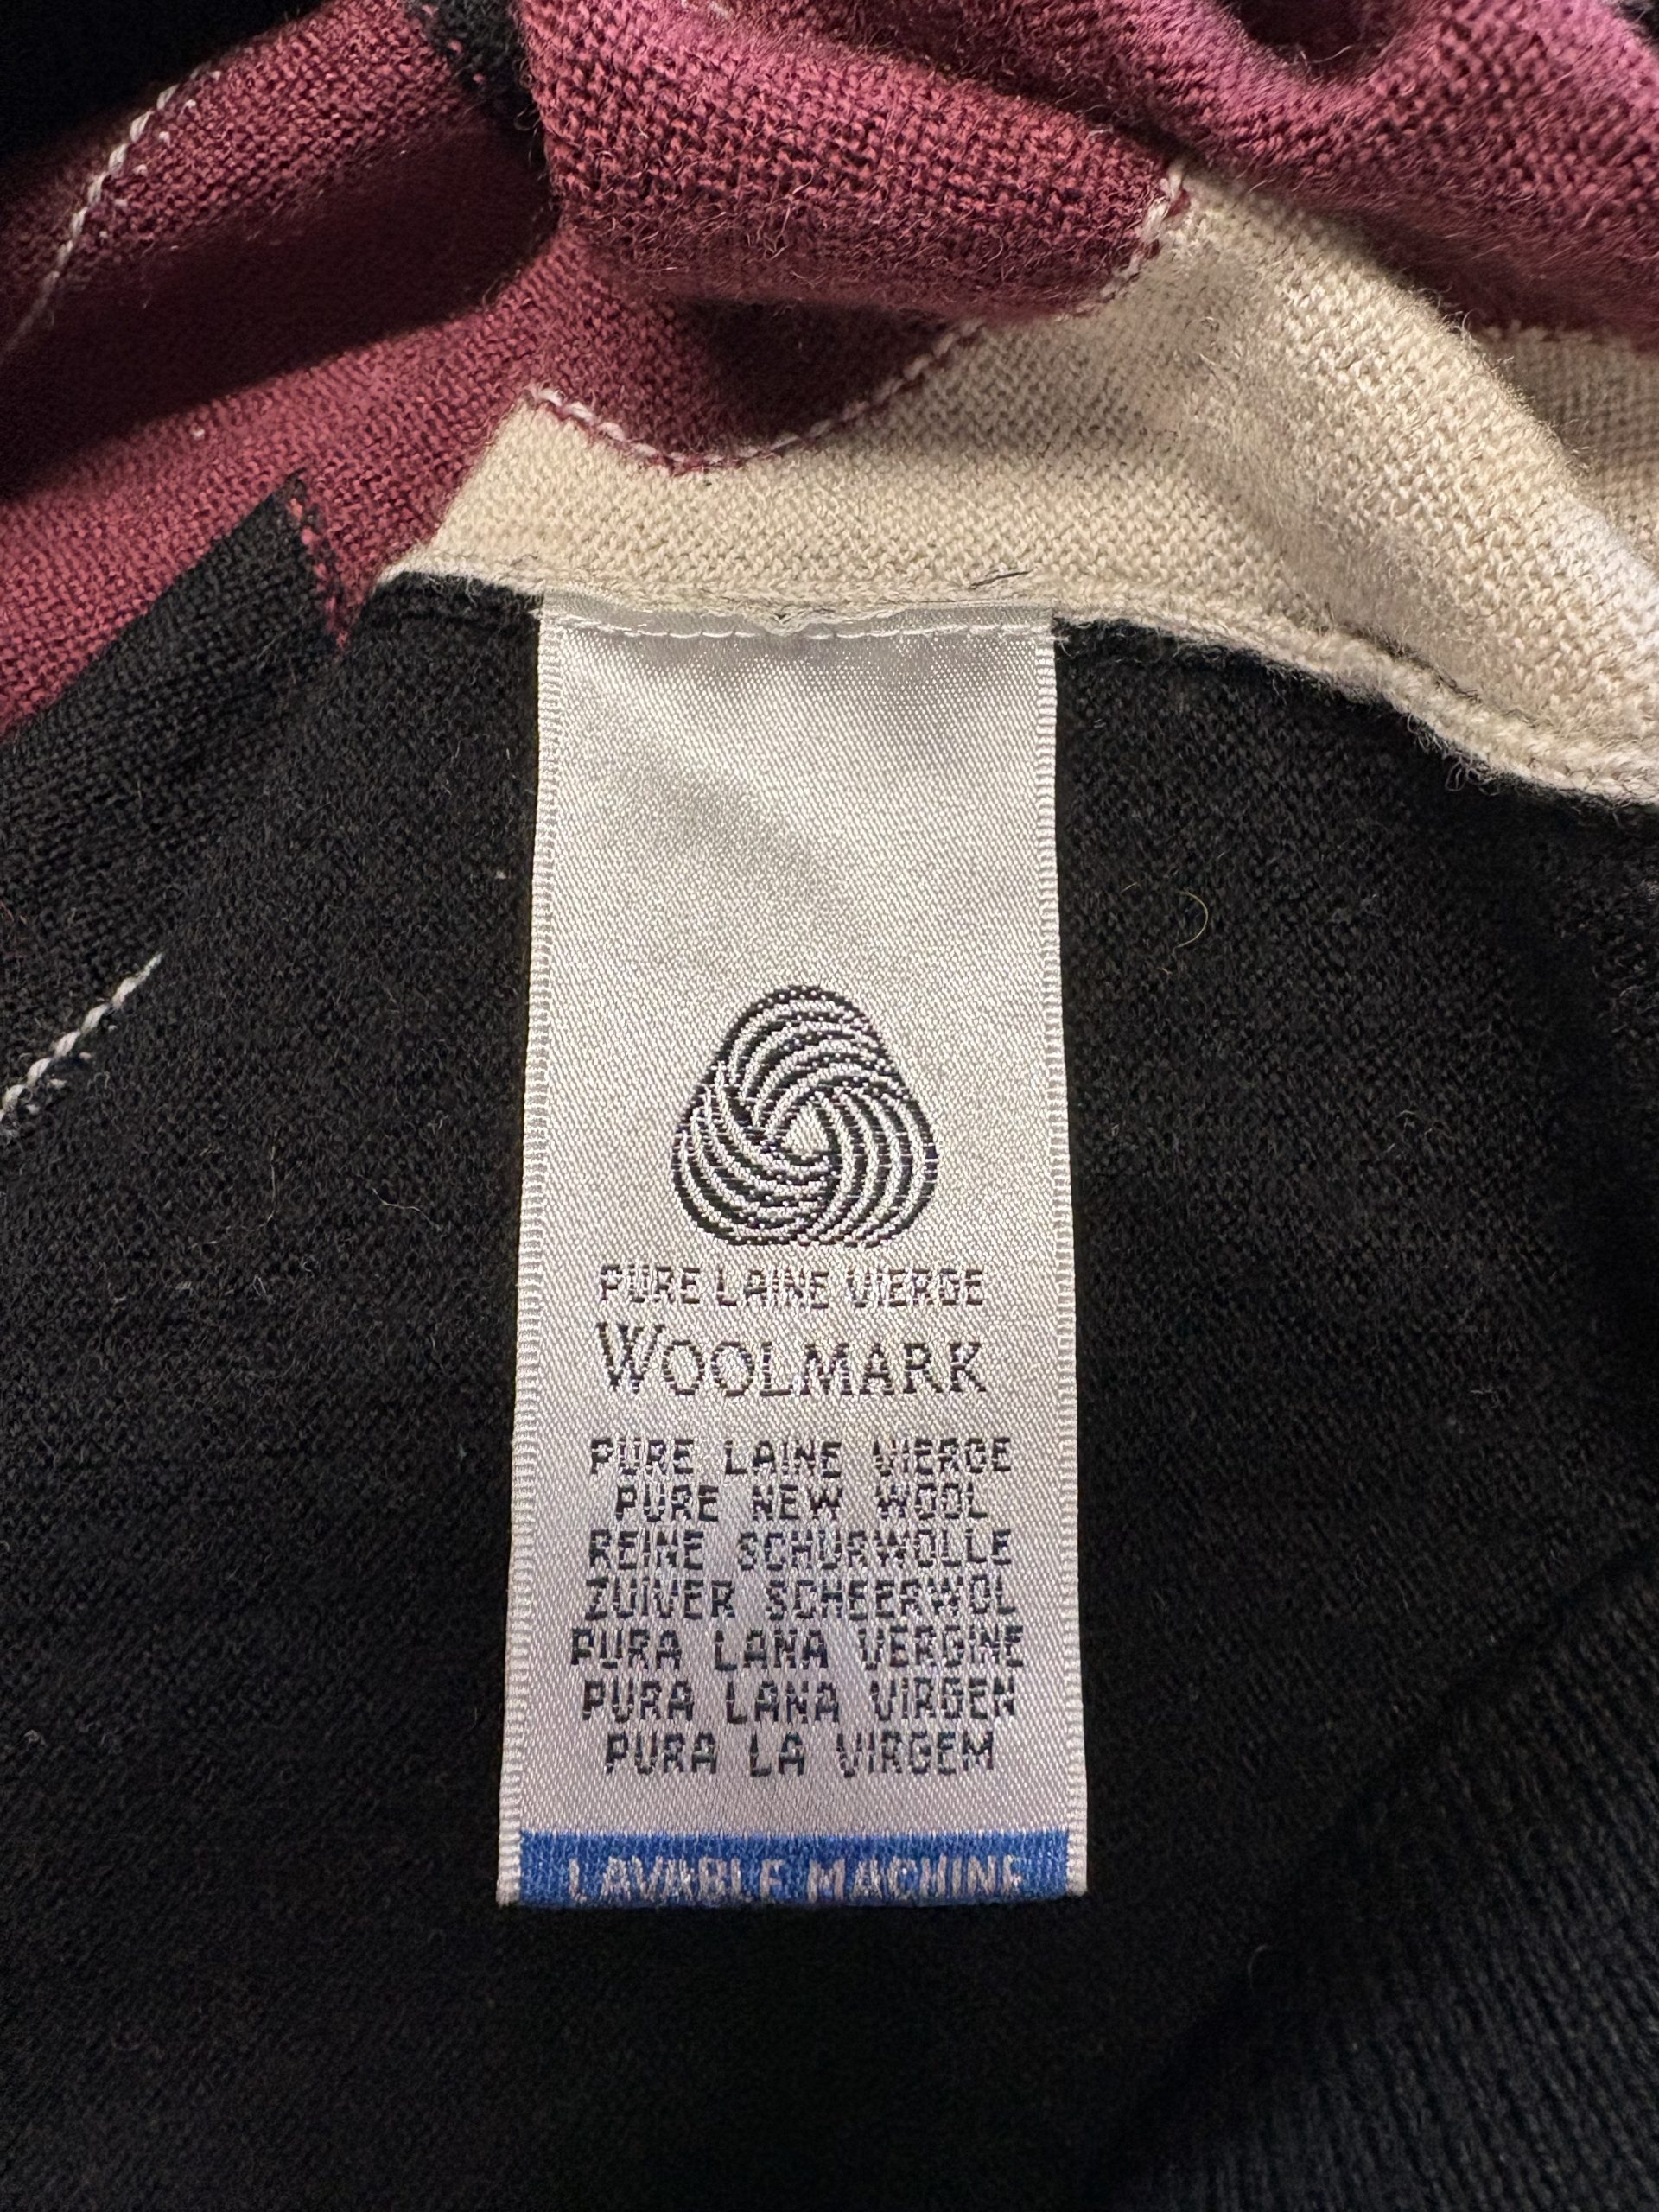 PURE LAINE VIERGE
WOOLMARK
PURE LAINE VIERGE
PURE NEW WOOL
REINE SCHURWOLLE
ZUIVER SCHEERWOL
PURA LANA VERGINE
PURA LANA VIRGEN
PURA LA VIRGEM
LAVABLE MACHINE